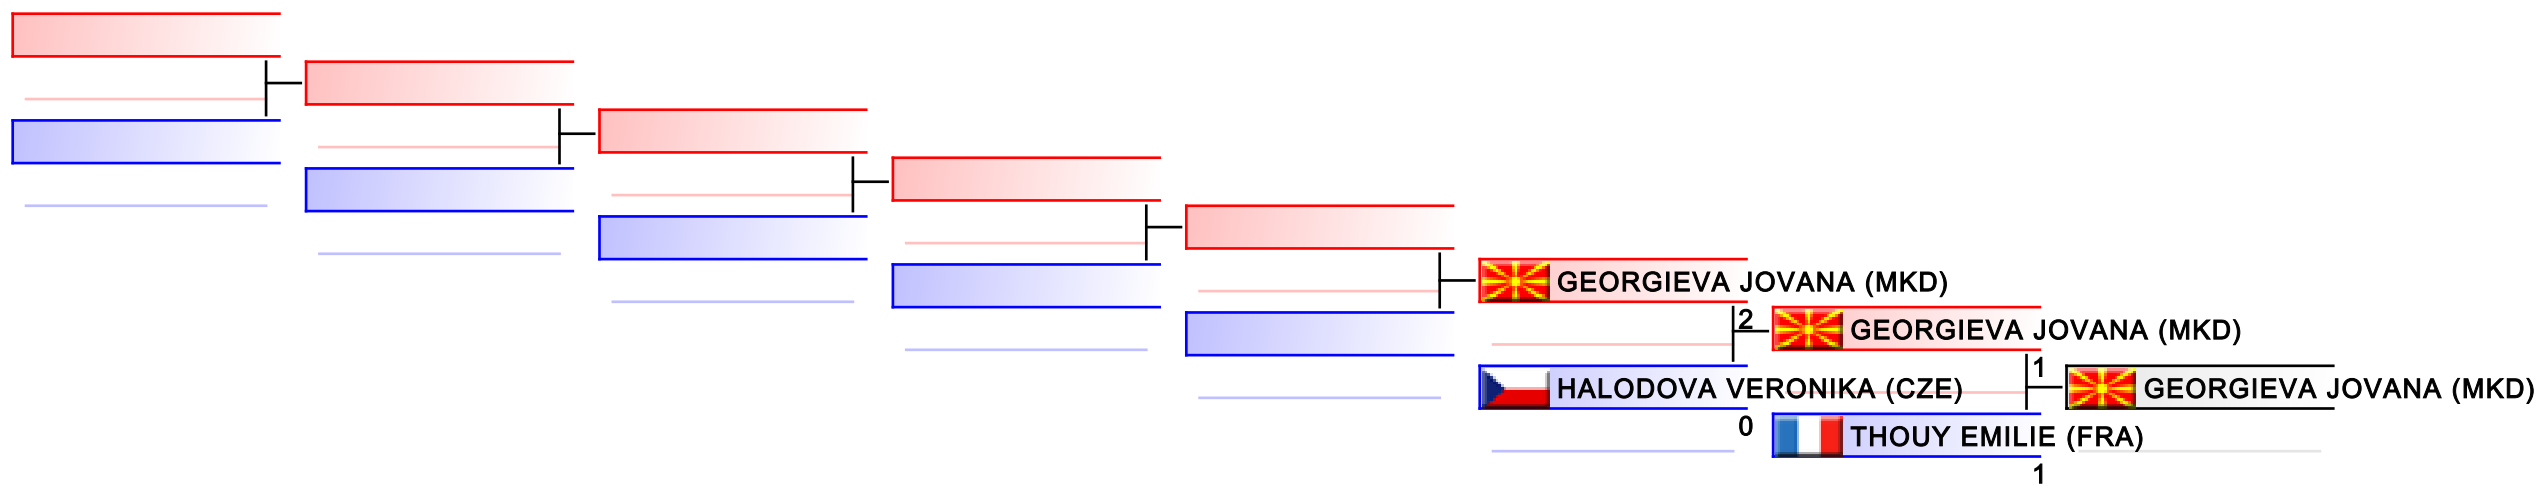 GEORGIEVA JOVANA (MKD)
2
GEORGIEVA JOVANA (MKD)
1
HALODOVA VERONIKA (CZE)
GEORGIEVA JOVANA (MKD)
0
THOUY EMILIE (FRA)
1